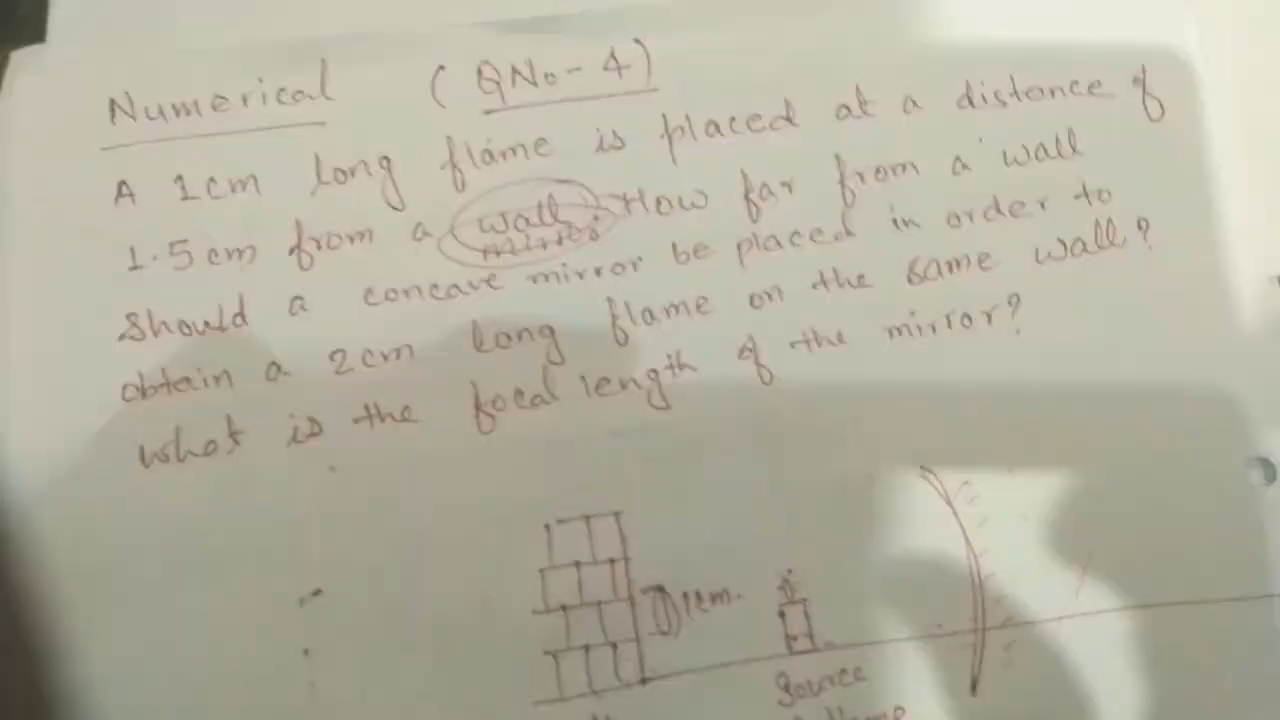 Numerical (QNo-4)
A 1cm long flame is placed at a distance of
1.5cm from a wall. How far from a wall
mirror.
should a concave mirror be placed in order to
obtain a 2cm long flame on the same wall?
what is the focal length of the mirror?
1cm.
Source